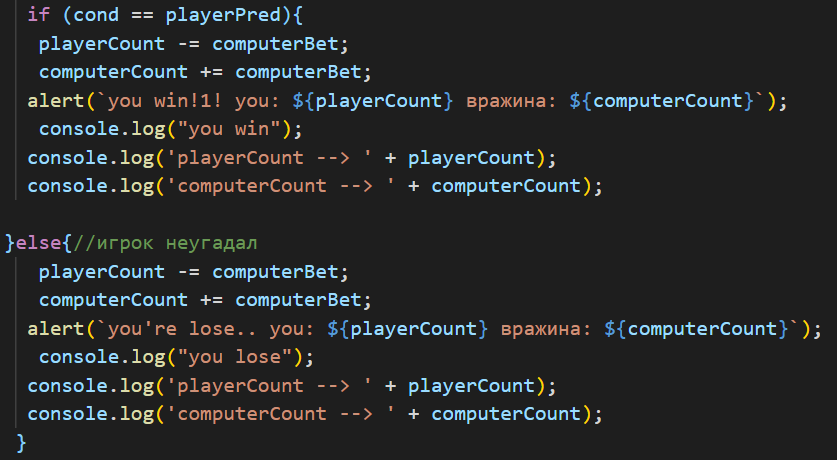 if (cond == playerPred){
playerCount -= computerBet;
computerCount += computerBet;
alert(`you win!1! you: ${playerCount} вражина: ${computerCount}`);
console.log("you win");
console.log('playerCount --> ' + playerCount);
console.log('computerCount --> ' + computerCount);
}else{//игрок неугадал
playerCount -= computerBet;
computerCount += computerBet;
alert(`you're lose.. you: ${playerCount} вражина: ${computerCount}`);
console.log("you lose");
console.log('playerCount --> ' + playerCount);
console.log('computerCount --> ' + computerCount);
}